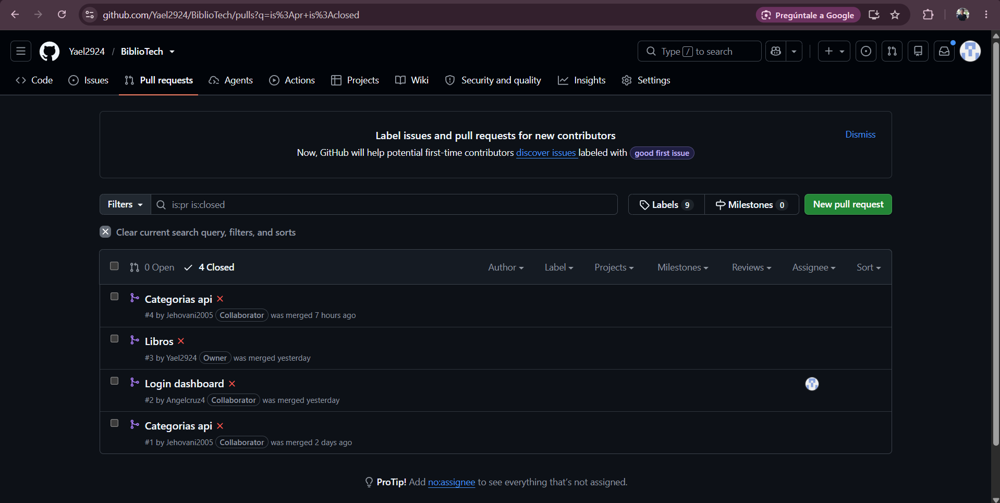 github.com/Yael2924/BiblioTech/pulls?q=is%3Apr+is%3Aclosed
Pregúntale a Google
Yael2924 / BiblioTech
Type / to search
Code
Issues
Pull requests
Agents
Actions
Projects
Wiki
Security and quality
Insights
Settings
Label issues and pull requests for new contributors
Dismiss
Now, GitHub will help potential first-time contributors discover issues labeled with good first issue
Filters
is:pr is:closed
Labels 9
Milestones 0
New pull request
Clear current search query, filters, and sorts
0 Open
4 Closed
Author
Label
Projects
Milestones
Reviews
Assignee
Sort
Categorias api
#4 by Jehovani2005 Collaborator was merged 7 hours ago
Libros
#3 by Yael2924 Owner was merged yesterday
Login dashboard
#2 by Angelcruz4 Collaborator was merged yesterday
Categorias api
#1 by Jehovani2005 Collaborator was merged 2 days ago
ProTip! Add no:assignee to see everything that’s not assigned.